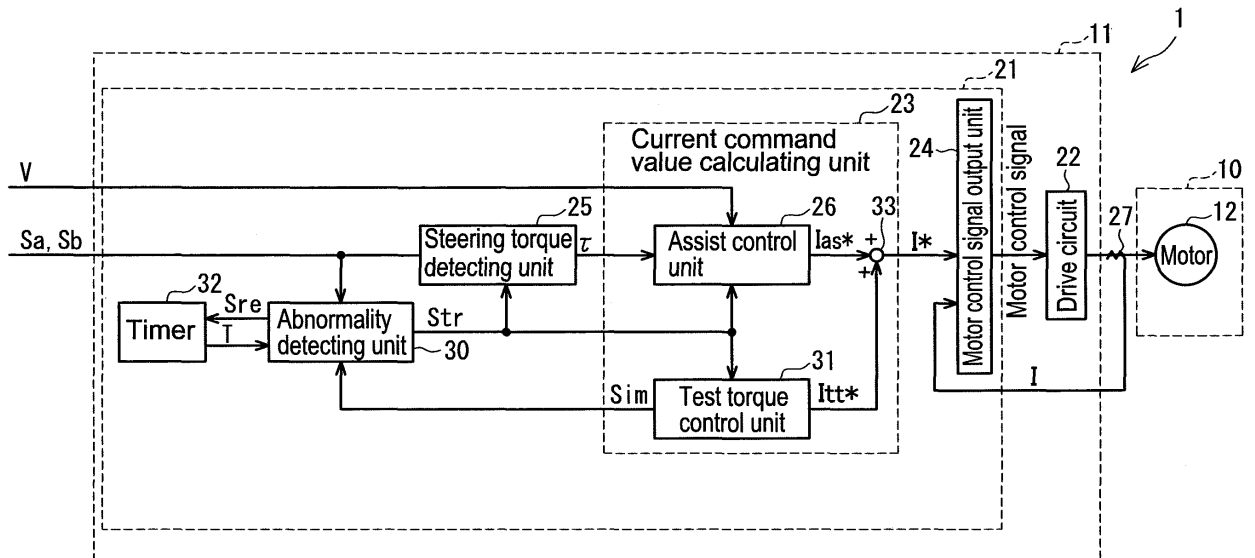 1
11
21
23
Current command
value calculating unit
24
Motor control signal output unit
Motor control signal
22
Drive circuit
27
10
12
Motor
V
Sa, Sb
25
Steering torque
detecting unit
τ
26
Assist control
unit
Ias*
33
+
+
I*
32
Timer
Sre
T
Abnormality
detecting unit
30
Str
31
Test torque
control unit
Sim
Itt*
I